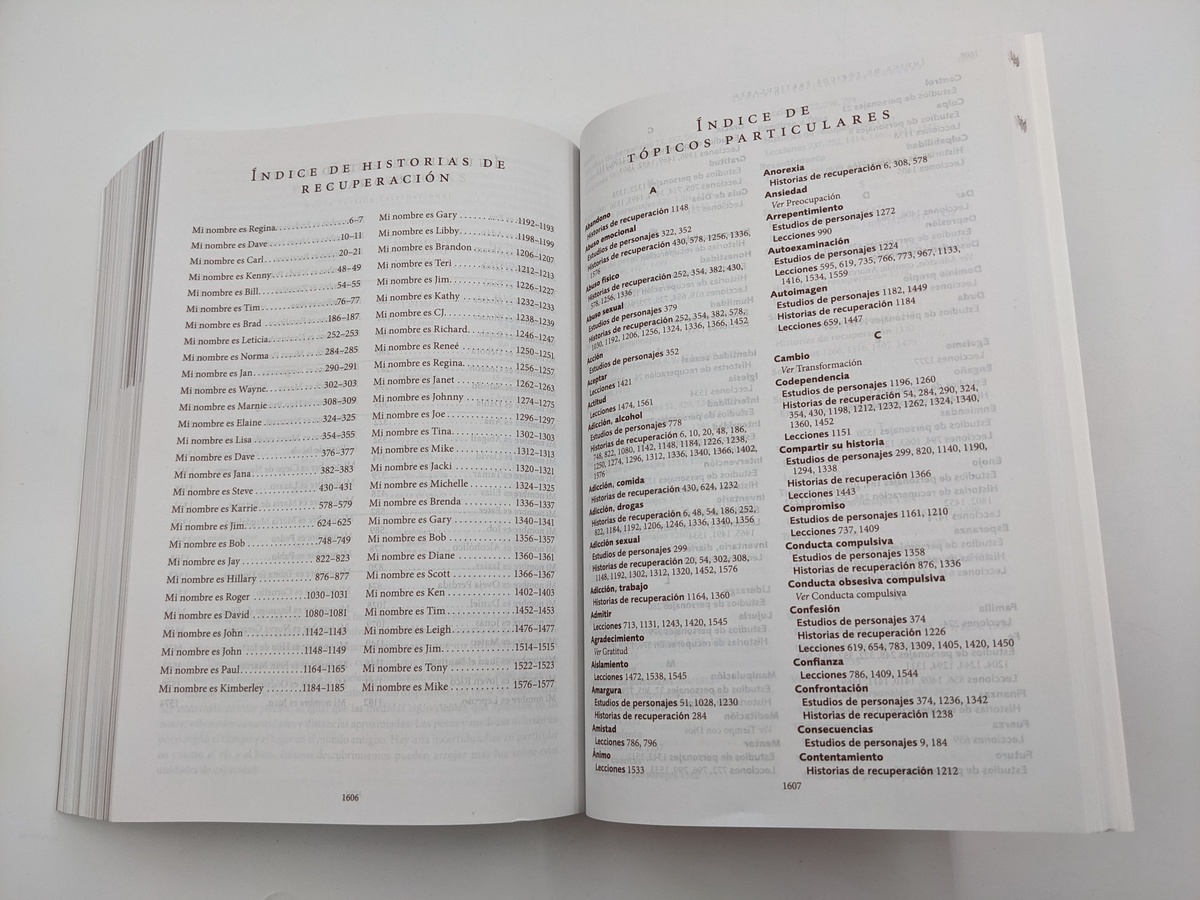 ÍNDICE DE HISTORIAS DE
RECUPERACIÓN
Mi nombre es Regina. . . . . . . . . . . . . . . . . . . .6–7
Mi nombre es Dave . . . . . . . . . . . . . . . . . . 10–11
Mi nombre es Carl. . . . . . . . . . . . . . . . . . . 20–21
Mi nombre es Kenny. . . . . . . . . . . . . . . . . 48–49
Mi nombre es Bill. . . . . . . . . . . . . . . . . . . 54–55
Mi nombre es Tim . . . . . . . . . . . . . . . . . . 76–77
Mi nombre es Brad . . . . . . . . . . . . . . . .186–187
Mi nombre es Leticia. . . . . . . . . . . . . . . 252–253
Mi nombre es Norma . . . . . . . . . . . . . . 284–285
Mi nombre es Jan. . . . . . . . . . . . . . . . . 290–291
Mi nombre es Wayne. . . . . . . . . . . . . . 302–303
Mi nombre es Marnie . . . . . . . . . . . . . 308–309
Mi nombre es Elaine . . . . . . . . . . . . . . 324–325
Mi nombre es Lisa . . . . . . . . . . . . . . . 354–355
Mi nombre es Dave . . . . . . . . . . . . . . 376–377
Mi nombre es Jana. . . . . . . . . . . . . . . 382–383
Mi nombre es Steve . . . . . . . . . . . . . . 430–431
Mi nombre es Karrie . . . . . . . . . . . . . 578–579
Mi nombre es Jim. . . . . . . . . . . . . . . . 624–625
Mi nombre es Bob . . . . . . . . . . . . . . .748–749
Mi nombre es Jay . . . . . . . . . . . . . . . 822–823
Mi nombre es Hillary . . . . . . . . . . . . 876–877
Mi nombre es Roger . . . . . . . . . . . 1030–1031
Mi nombre es David . . . . . . . . . . . 1080–1081
Mi nombre es John . . . . . . . . . . . . .1142–1143
Mi nombre es John . . . . . . . . . . . . .1148–1149
Mi nombre es Paul. . . . . . . . . . . . . .1164–1165
Mi nombre es Kimberley . . . . . . . .1184–1185
Mi nombre es Gary . . . . . . . . . . . . .1192–1193
Mi nombre es Libby. . . . . . . . . . . . .1198–1199
Mi nombre es Brandon . . . . . . . . . .1206–1207
Mi nombre es Teri . . . . . . . . . . . . . 1212–1213
Mi nombre es Jim. . . . . . . . . . . . . . 1226–1227
Mi nombre es Kathy . . . . . . . . . . . .1232–1233
Mi nombre es CJ. . . . . . . . . . . . . . . 1238–1239
Mi nombre es Richard. . . . . . . . . . . .1246–1247
Mi nombre es Reneé . . . . . . . . . . . . 1250–1251
Mi nombre es Regina. . . . . . . . . . . . .1256–1257
Mi nombre es Janet . . . . . . . . . . . . . 1262–1263
Mi nombre es Johnny . . . . . . . . . . . 1274–1275
Mi nombre es Joe . . . . . . . . . . . . . . 1296–1297
Mi nombre es Tina. . . . . . . . . . . . . . 1302–1303
Mi nombre es Mike . . . . . . . . . . . . . 1312–1313
Mi nombre es Jacki . . . . . . . . . . . . . 1320–1321
Mi nombre es Michelle . . . . . . . . . . 1324–1325
Mi nombre es Brenda . . . . . . . . . . . 1336–1337
Mi nombre es Gary . . . . . . . . . . . . . 1340–1341
Mi nombre es Bob . . . . . . . . . . . . . . 1356–1357
Mi nombre es Diane . . . . . . . . . . . . 1360–1361
Mi nombre es Scott . . . . . . . . . . . . . 1366–1367
Mi nombre es Ken . . . . . . . . . . . . . . 1402–1403
Mi nombre es Tim . . . . . . . . . . . . . . 1452–1453
Mi nombre es Leigh. . . . . . . . . . . . . .1476–1477
Mi nombre es Jim. . . . . . . . . . . . . . . 1514–1515
Mi nombre es Tony . . . . . . . . . . . . . 1522–1523
Mi nombre es Mike . . . . . . . . . . . . . 1576–1577
1606
ÍNDICE DE
TÓPICOS PARTICULARES
A
Abandono
Historias de recuperación 1148
Abuso emocional
Estudios de personajes 322, 352
Historias de recuperación 430, 578, 1256, 1336,
1576
Abuso físico
Historias de recuperación 252, 354, 382, 430,
578, 1256, 1336
Abuso sexual
Estudios de personajes 379
Historias de recuperación 252, 354, 382, 578,
1030, 1192, 1206, 1256, 1324, 1336, 1366, 1452
Acción
Estudios de personajes 352
Aceptar
Lecciones 1421
Actitud
Lecciones 1474, 1561
Adicción, alcohol
Estudios de personajes 778
Historias de recuperación 6, 10, 20, 48, 186,
748, 822, 1080, 1142, 1148, 1184, 1226, 1238,
1250, 1274, 1296, 1312, 1336, 1340, 1366, 1402,
1576
Adicción, comida
Historias de recuperación 430, 624, 1232
Adicción, drogas
Historias de recuperación 6, 48, 54, 186, 252,
822, 1184, 1192, 1206, 1246, 1336, 1340, 1356
Adicción sexual
Estudios de personajes 299
Historias de recuperación 20, 54, 302, 308,
1148, 1192, 1302, 1312, 1320, 1452, 1576
Adicción, trabajo
Historias de recuperación 1164, 1360
Admitir
Lecciones 713, 1131, 1243, 1420, 1545
Agradecimiento
Ver Gratitud
Aislamiento
Lecciones 1472, 1538, 1545
Amargura
Estudios de personajes 51, 1028, 1230
Historias de recuperación 284
Amistad
Lecciones 786, 796
Ánimo
Lecciones 1533
Anorexia
Historias de recuperación 6, 308, 578
Ansiedad
Ver Preocupación
Arrepentimiento
Estudios de personajes 1272
Lecciones 990
Autoexaminación
Estudios de personajes 1224
Lecciones 595, 619, 735, 766, 773, 967, 1133,
1416, 1534, 1559
Autoimagen
Estudios de personajes 1182, 1449
Historias de recuperación 1184
Lecciones 659, 1447
C
Cambio
Ver Transformación
Codependencia
Estudios de personajes 1196, 1260
Historias de recuperación 54, 284, 290, 324,
354, 430, 1198, 1212, 1232, 1262, 1324, 1340,
1360, 1452
Lecciones 1151
Compartir su historia
Estudios de personajes 299, 820, 1140, 1190,
1294, 1338
Historias de recuperación 1366
Lecciones 1443
Compromiso
Estudios de personajes 1161, 1210
Lecciones 737, 1409
Conducta compulsiva
Estudios de personajes 1358
Historias de recuperación 876, 1336
Conducta obsesiva compulsiva
Ver Conducta compulsiva
Confesión
Estudios de personajes 374
Historias de recuperación 1226
Lecciones 619, 654, 783, 1309, 1405, 1420, 1450
Confianza
Lecciones 786, 1409, 1544
Confrontación
Estudios de personajes 374, 1236, 1342
Historias de recuperación 1238
Consecuencias
Estudios de personajes 9, 184
Contentamiento
Historias de recuperación 1212
1607